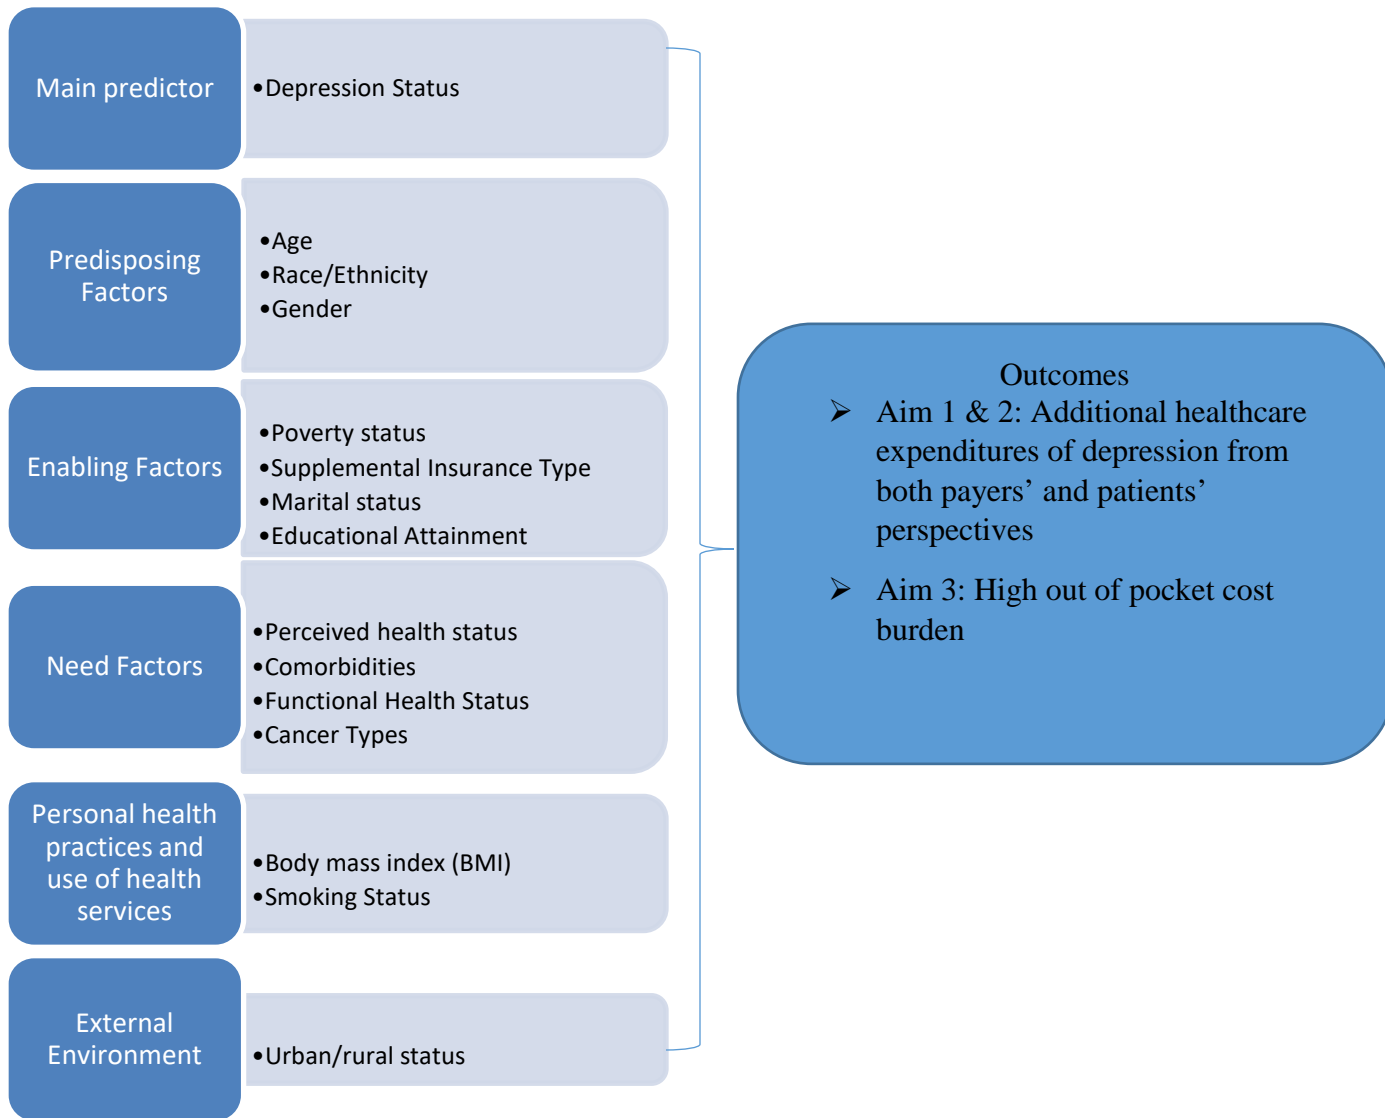 Main predictor
•Depression Status
Predisposing
Factors
•Age
•Race/Ethnicity
•Gender
Enabling Factors
•Poverty status
•Supplemental Insurance Type
•Marital status
•Educational Attainment
Need Factors
•Perceived health status
•Comorbidities
•Functional Health Status
•Cancer Types
Personal health
practices and
use of health
services
•Body mass index (BMI)
•Smoking Status
External
Environment
•Urban/rural status
Outcomes
➢ Aim 1 & 2: Additional healthcare
expenditures of depression from
both payers’ and patients’
perspectives
➢ Aim 3: High out of pocket cost
burden